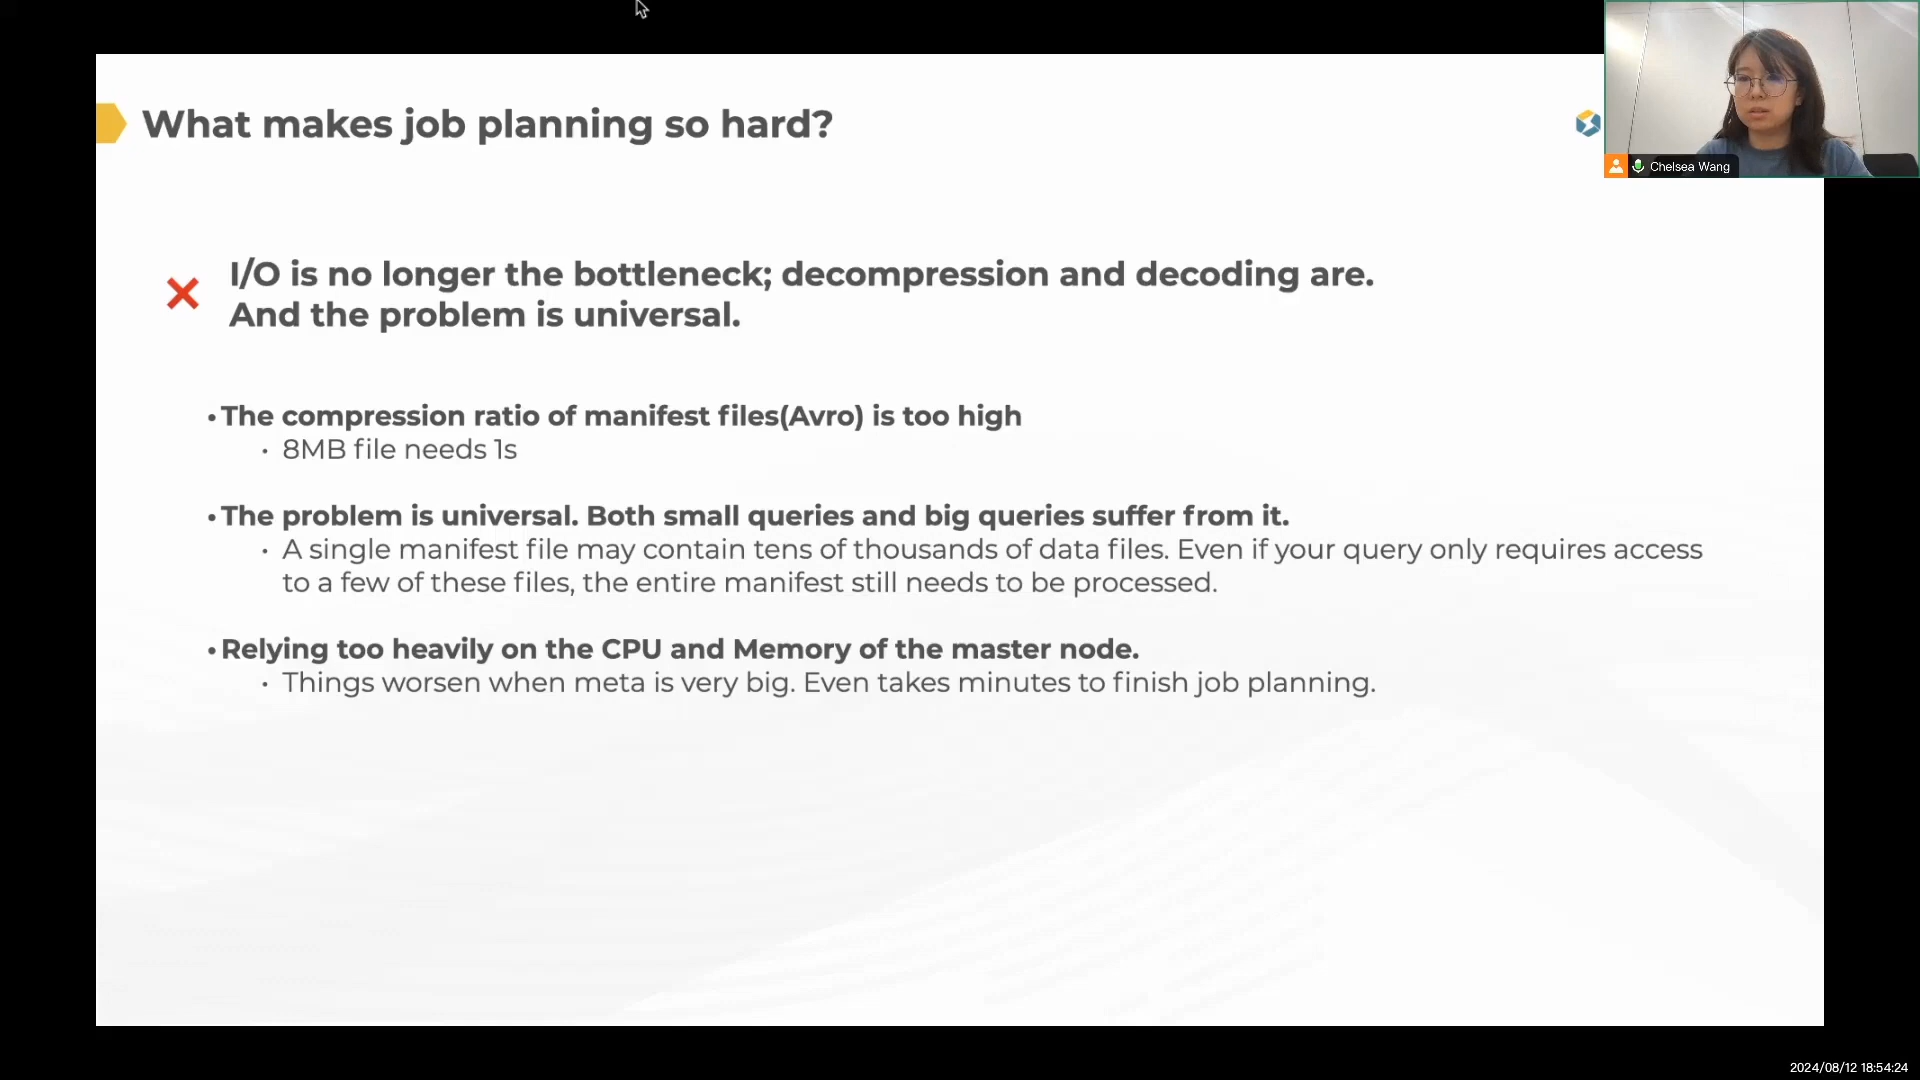 What makes job planning so hard?
I/O is no longer the bottleneck; decompression and decoding are.
And the problem is universal.
• The compression ratio of manifest files(Avro) is too high
• 8MB file needs 1s
• The problem is universal. Both small queries and big queries suffer from it.
• A single manifest file may contain tens of thousands of data files. Even if your query only requires access
to a few of these files, the entire manifest still needs to be processed.
• Relying too heavily on the CPU and Memory of the master node.
• Things worsen when meta is very big. Even takes minutes to finish job planning.
Chelsea Wang
2024/08/12 18:54:24